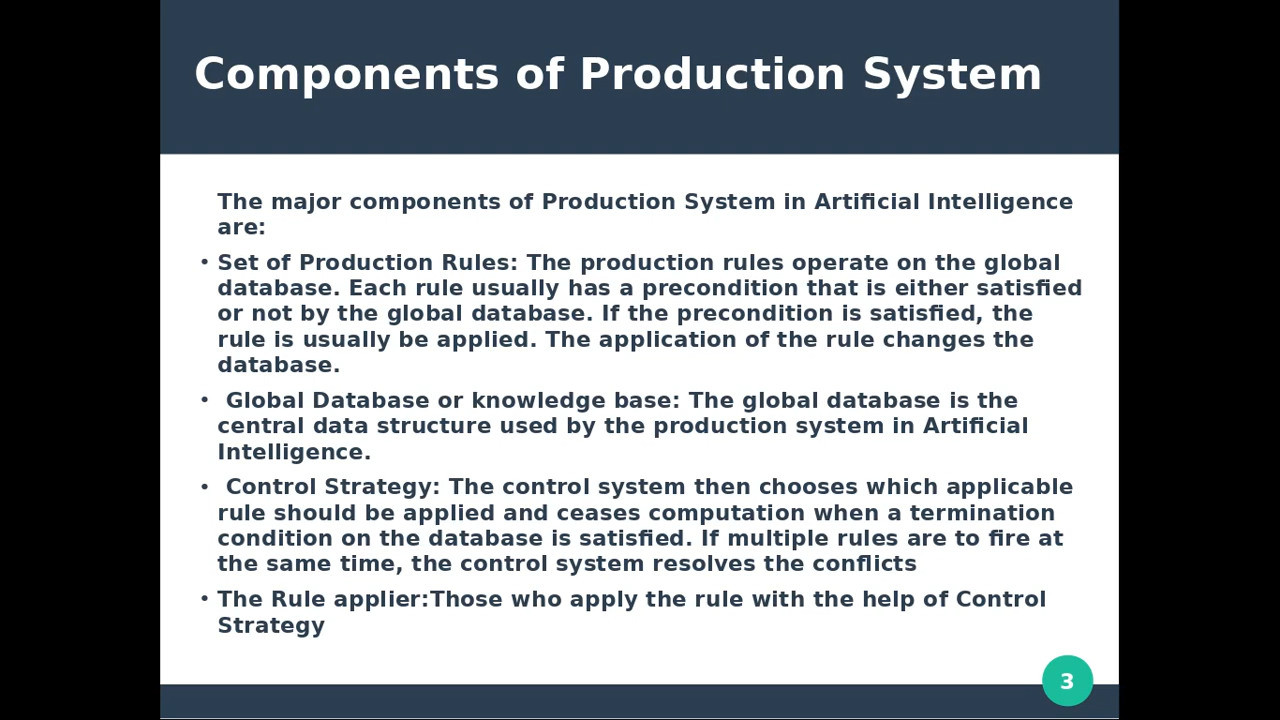 Components of Production System
The major components of Production System in Artificial Intelligence
are:
• Set of Production Rules: The production rules operate on the global
database. Each rule usually has a precondition that is either satisfied
or not by the global database. If the precondition is satisfied, the
rule is usually be applied. The application of the rule changes the
database.
• Global Database or knowledge base: The global database is the
central data structure used by the production system in Artificial
Intelligence.
• Control Strategy: The control system then chooses which applicable
rule should be applied and ceases computation when a termination
condition on the database is satisfied. If multiple rules are to fire at
the same time, the control system resolves the conflicts
• The Rule applier:Those who apply the rule with the help of Control
Strategy
3